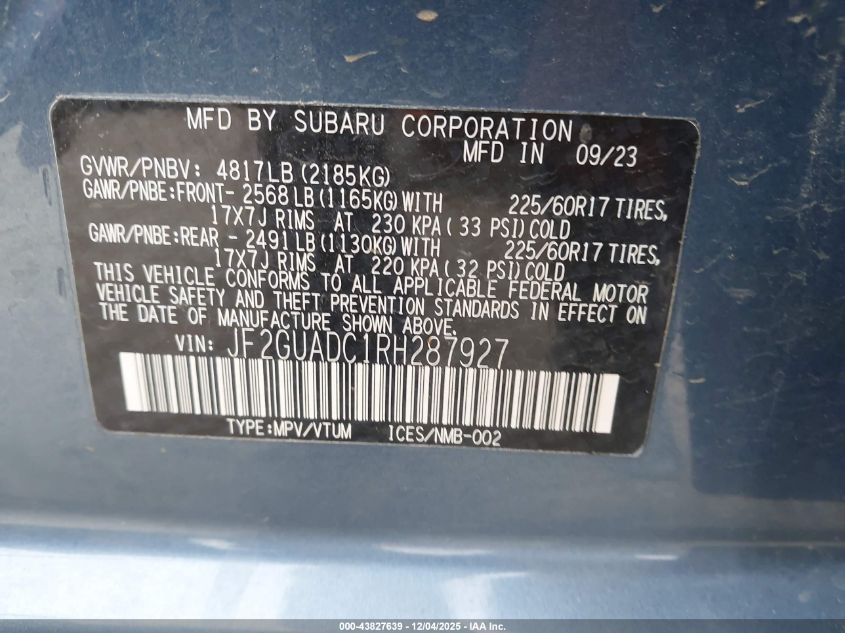 MFD BY SUBARU CORPORATION
MFD IN 09/23
GVWR/PNBV: 4817LB (2185KG)
GAWR/PNBE:FRONT- 2568 LB (1165KG) WITH 225/60R17 TIRES,
17X7J RIMS AT 230 KPA ( 33 PSI) COLD
GAWR/PNBE:REAR - 2491 LB (1130KG) WITH 225/60R17 TIRES,
17X7J RIMS AT 220 KPA ( 32 PSI) COLD
THIS VEHICLE CONFORMS TO ALL APPLICABLE FEDERAL MOTOR
VEHICLE SAFETY AND THEFT PREVENTION STANDARDS IN EFFECT ON
THE DATE OF MANUFACTURE SHOWN ABOVE.
VIN: JF2GUADC1RH287927
TYPE:MPV/VTUM ICES/NMB-002
000-43827639 - 12/04/2025 - IAA, Inc.